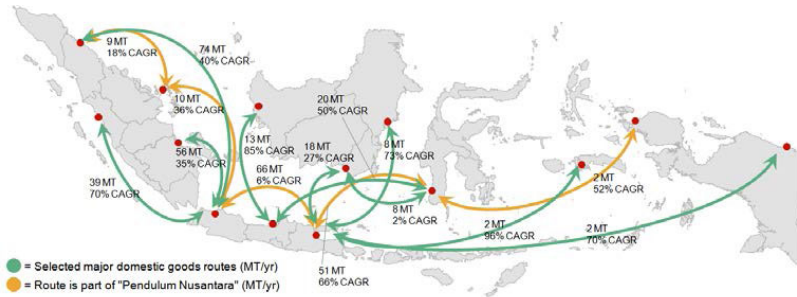 9 MT
18% CAGR
74 MT
40% CAGR
10 MT
36% CAGR
20 MT
50% CAGR
56 MT
35% CAGR
13 MT
85% CAGR
18 MT
27% CAGR
8 MT
73% CAGR
39 MT
70% CAGR
66 MT
6% CAGR
2 MT
52% CAGR
8 MT
2% CAGR
2 MT
96% CAGR
2 MT
70% CAGR
51 MT
66% CAGR
= Selected major domestic goods routes (MT/yr)
= Route is part of "Pendulum Nusantara" (MT/yr)